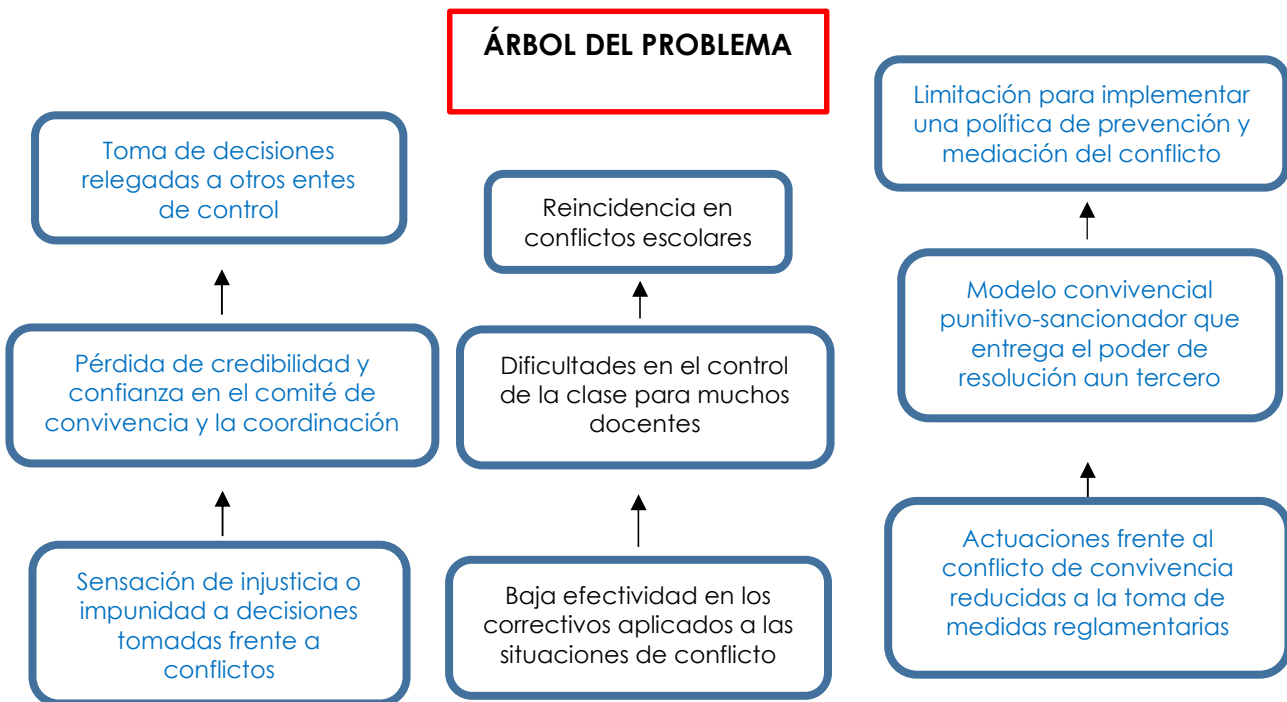 ÁRBOL DEL PROBLEMA
Toma de decisiones
relegadas a otros entes
de control
Reincidencia en
conflictos escolares
Limitación para implementar
una política de prevención y
mediación del conflicto
Pérdida de credibilidad y
confianza en el comité de
convivencia y la coordinación
Dificultades en el control
de la clase para muchos
docentes
Modelo convivencial
punitivo-sancionador que
entrega el poder de
resolución aun tercero
Sensación de injusticia o
impunidad a decisiones
tomadas frente a
conflictos
Baja efectividad en los
correctivos aplicados a las
situaciones de conflicto
Actuaciones frente al
conflicto de convivencia
reducidas a la toma de
medidas reglamentarias